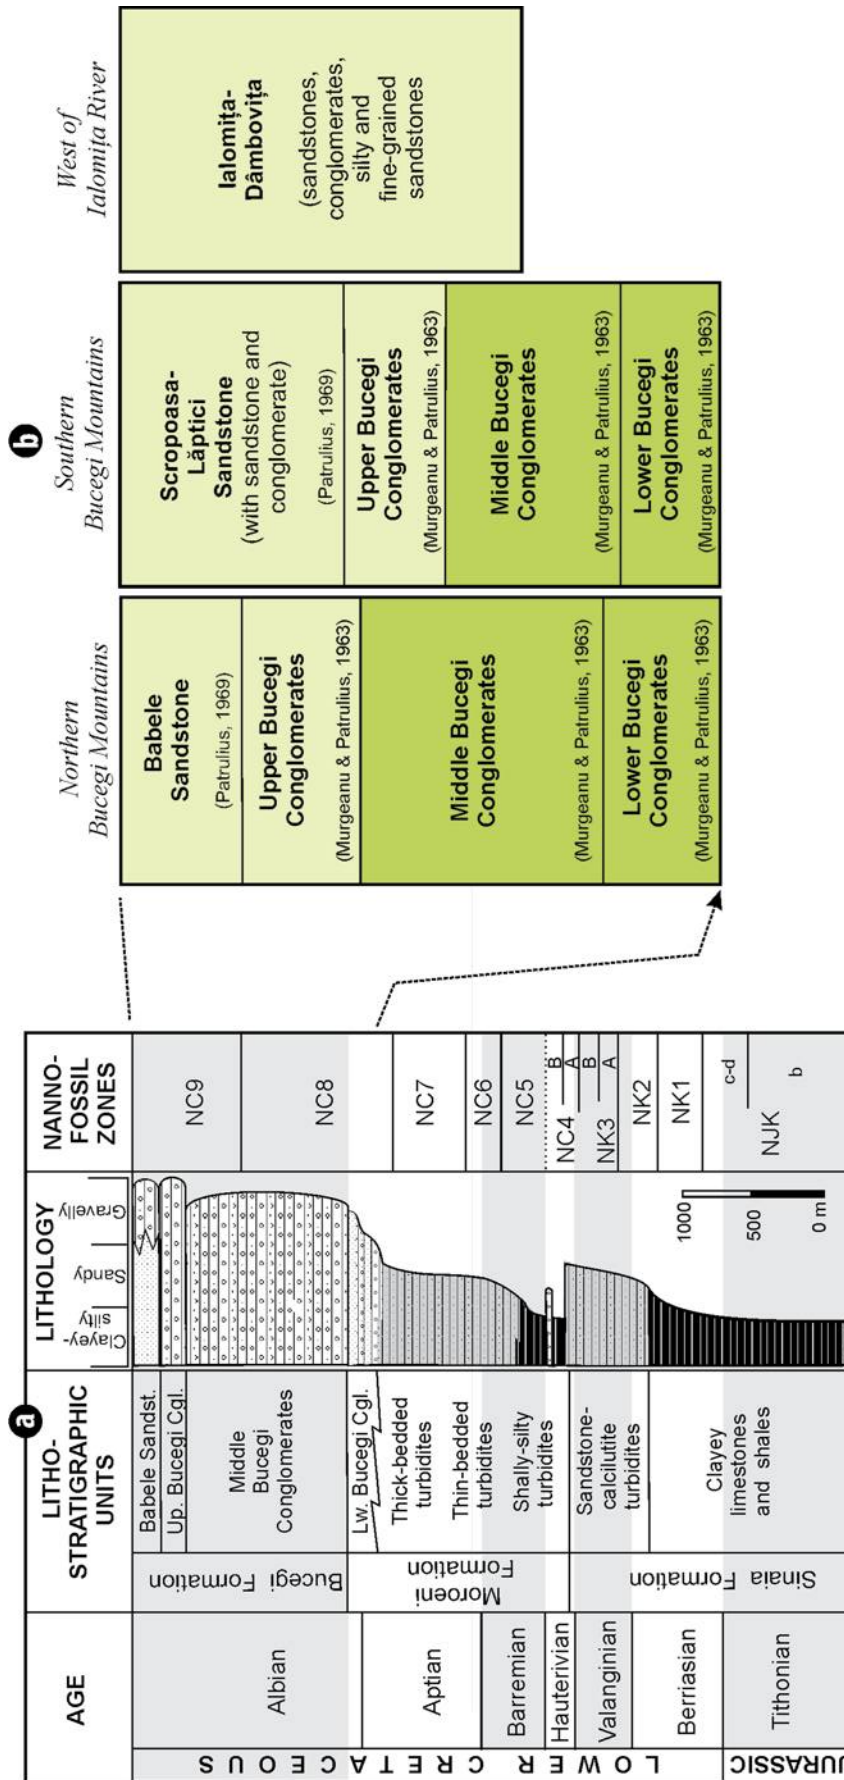 a
AGE
LITHO-
STRATIGRAPHIC
UNITS
LITHOLOGY
Clayey-
silty
Sandy
Gravelly
NANNO-
FOSSIL
ZONES
LOWER CRETACEOUS
JURASSIC
Albian
Aptian
Barremian
Hauterivian
Valanginian
Berriasian
Tithonian
Bucegi Formation
Moroeni
Formation
Sinaia Formation
Babele Sandst.
Up. Bucegi Cgl.
Middle
Bucegi
Conglomerates
Lw. Bucegi Cgl.
Thick-bedded
turbidites
Thin-bedded
turbidites
Shally-silty
turbidites
Sandstone-
calcilutite
turbidites
Clayey
limestones
and shales
1000
500
0 m
NC9
NC8
NC7
NC6
NC5
NC4
B
A
NK3
B
A
NK2
NK1
NJK
c-d
b
b
Northern
Bucegi Mountains
Babele
Sandstone
(Patrulius, 1969)
Upper Bucegi
Conglomerates
(Murgeanu & Patrulius, 1963)
Middle Bucegi
Conglomerates
(Murgeanu & Patrulius, 1963)
Lower Bucegi
Conglomerates
(Murgeanu & Patrulius, 1963)
Southern
Bucegi Mountains
Scropoasa-
Lăptici
Sandstone
(with sandstone and
conglomerate)
(Patrulius, 1969)
Upper Bucegi
Conglomerates
(Murgeanu & Patrulius, 1963)
Middle Bucegi
Conglomerates
(Murgeanu & Patrulius, 1963)
Lower Bucegi
Conglomerates
(Murgeanu & Patrulius, 1963)
West of
Ialomița River
Ialomița-
Dâmbovița
(sandstones,
conglomerates,
silty and
fine-grained
sandstones